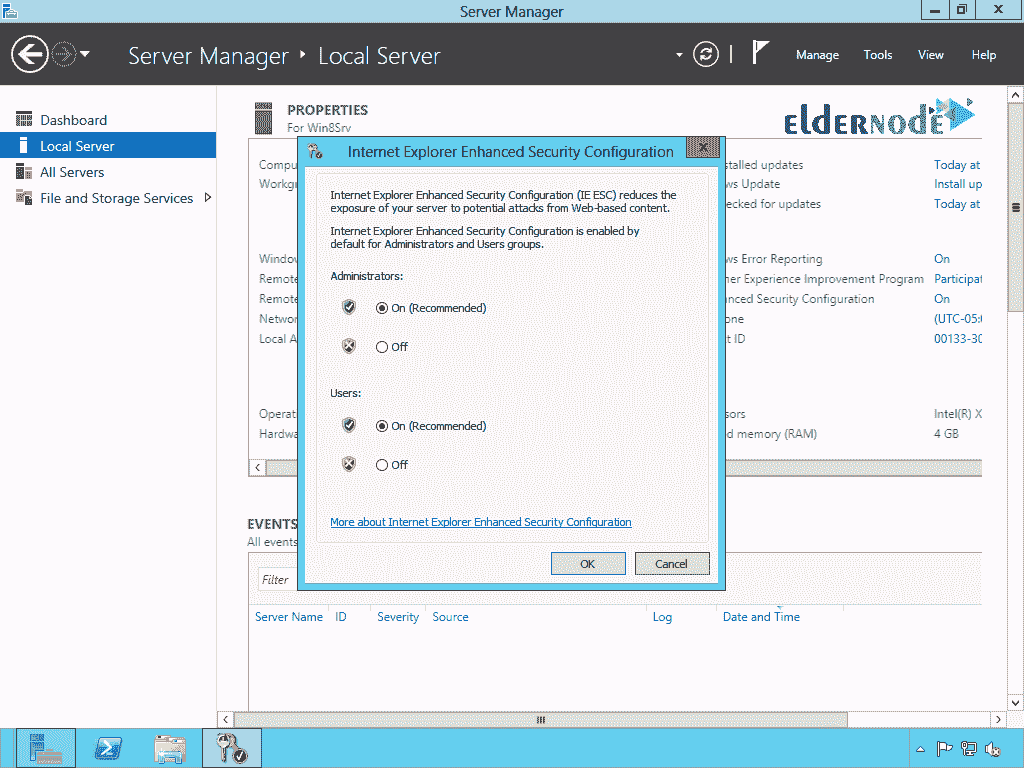 Server Manager
Server Manager ‣ Local Server
Manage Tools View Help
Dashboard
Local Server
All Servers
File and Storage Services
PROPERTIES
For Win8Srv
eldernode
Internet Explorer Enhanced Security Configuration
Internet Explorer Enhanced Security Configuration (IE ESC) reduces the
exposure of your server to potential attacks from Web-based content.
Internet Explorer Enhanced Security Configuration is enabled by
default for Administrators and Users groups.
Administrators:
On (Recommended)
Off
Users:
On (Recommended)
Off
More about Internet Explorer Enhanced Security Configuration
OK Cancel
Compu
Workg
Window
Remote
Remote
Networ
Local A
Operat
Hardwa
stalled updates Today at
ws Update Install up
ecked for updates Today at
ws Error Reporting On
er Experience Improvement Program Participat
nced Security Configuration On
one (UTC-05:
t ID 00133-30
sors Intel(R) X
d memory (RAM) 4 GB
EVENTS
All events
Filter
Server Name ID Severity Source Log Date and Time